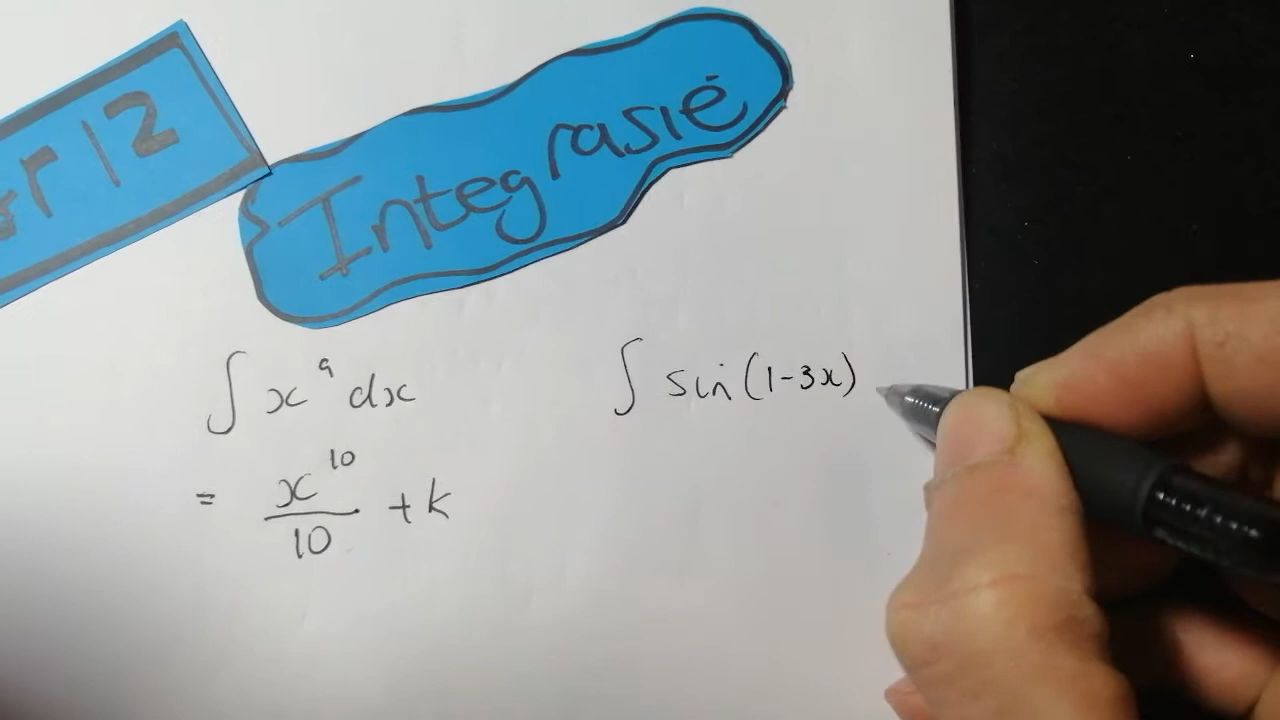 r 12
Integrasie
∫ x⁹ dx
= x¹⁰/10 + k
∫ sin(1-3x)